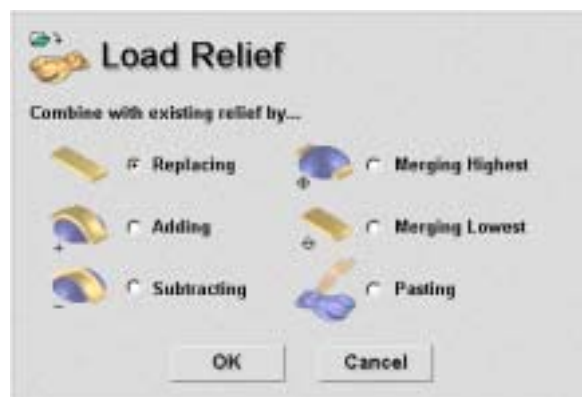 Load Relief
Combine with existing relief by...
Replacing
Merging Highest
Adding
Merging Lowest
Subtracting
Pasting
OK
Cancel